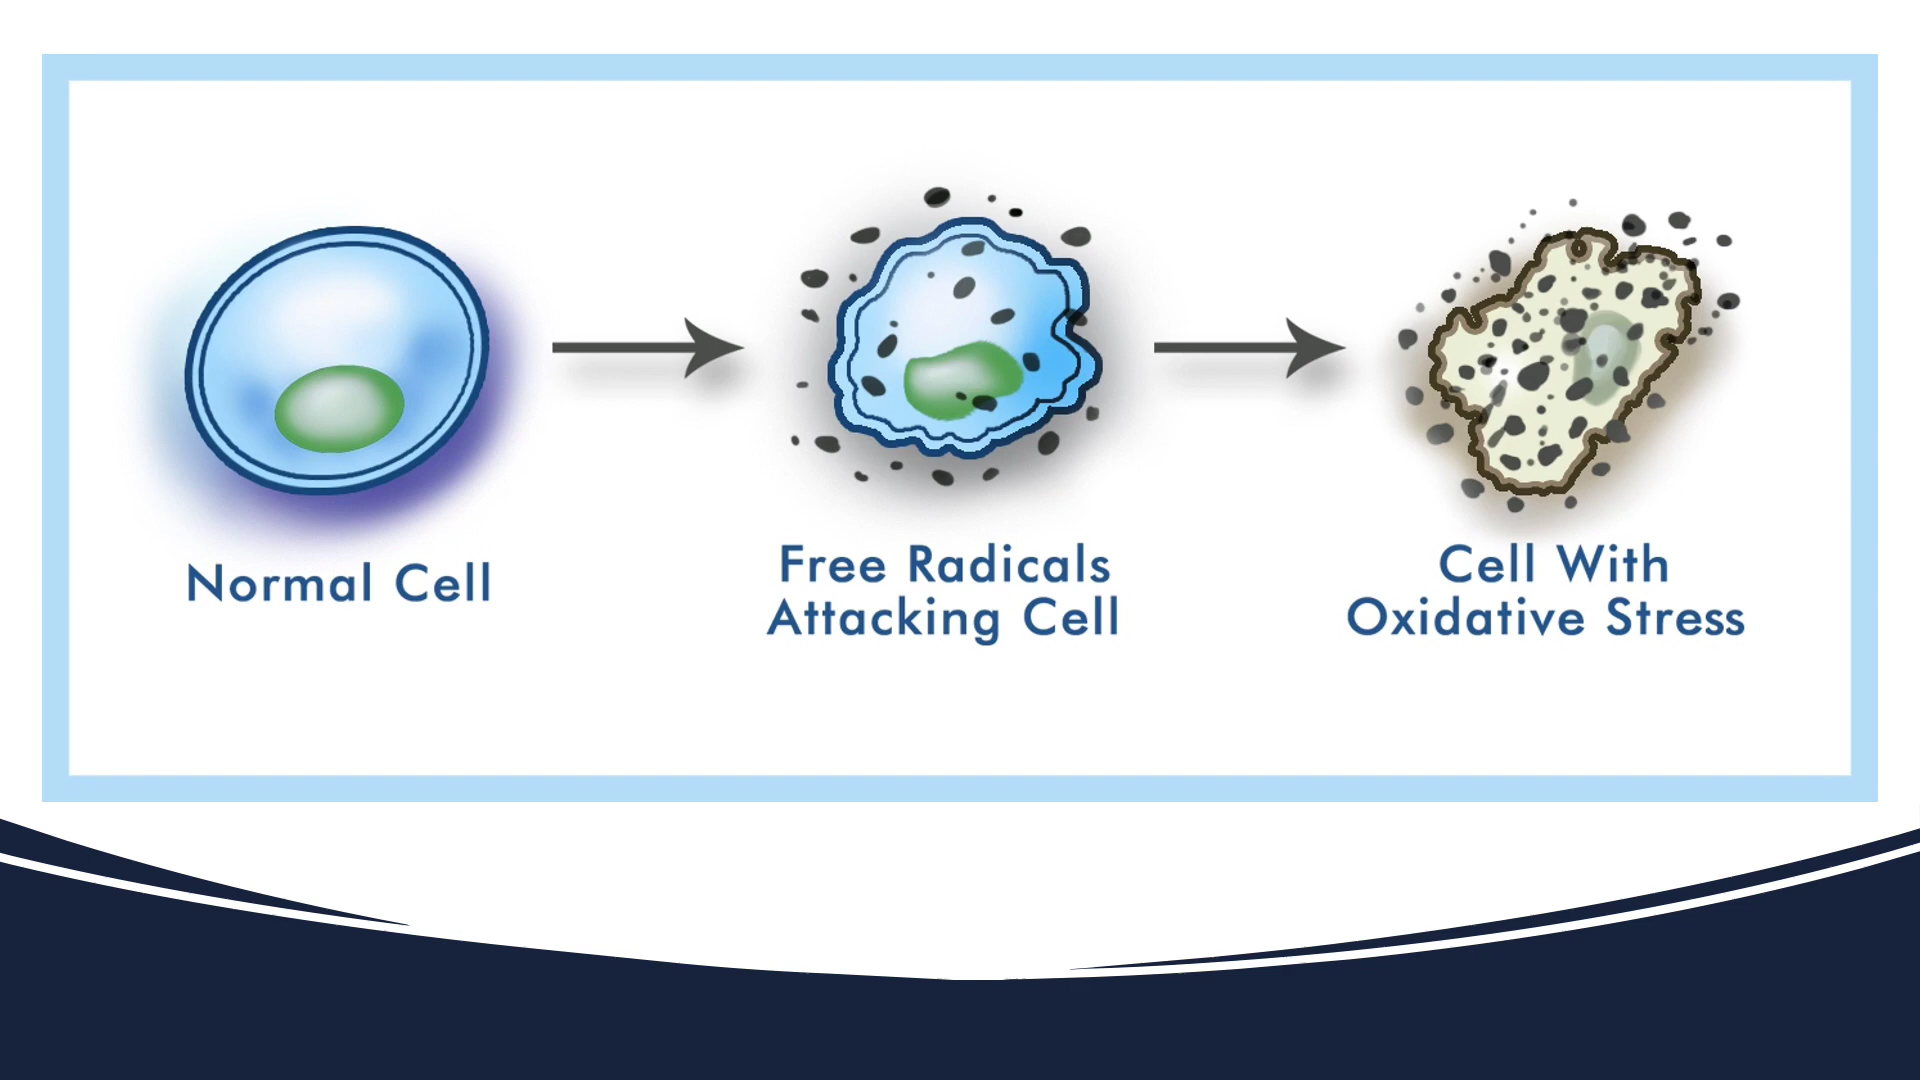 Normal Cell
Free Radicals
Attacking Cell
Cell With
Oxidative Stress